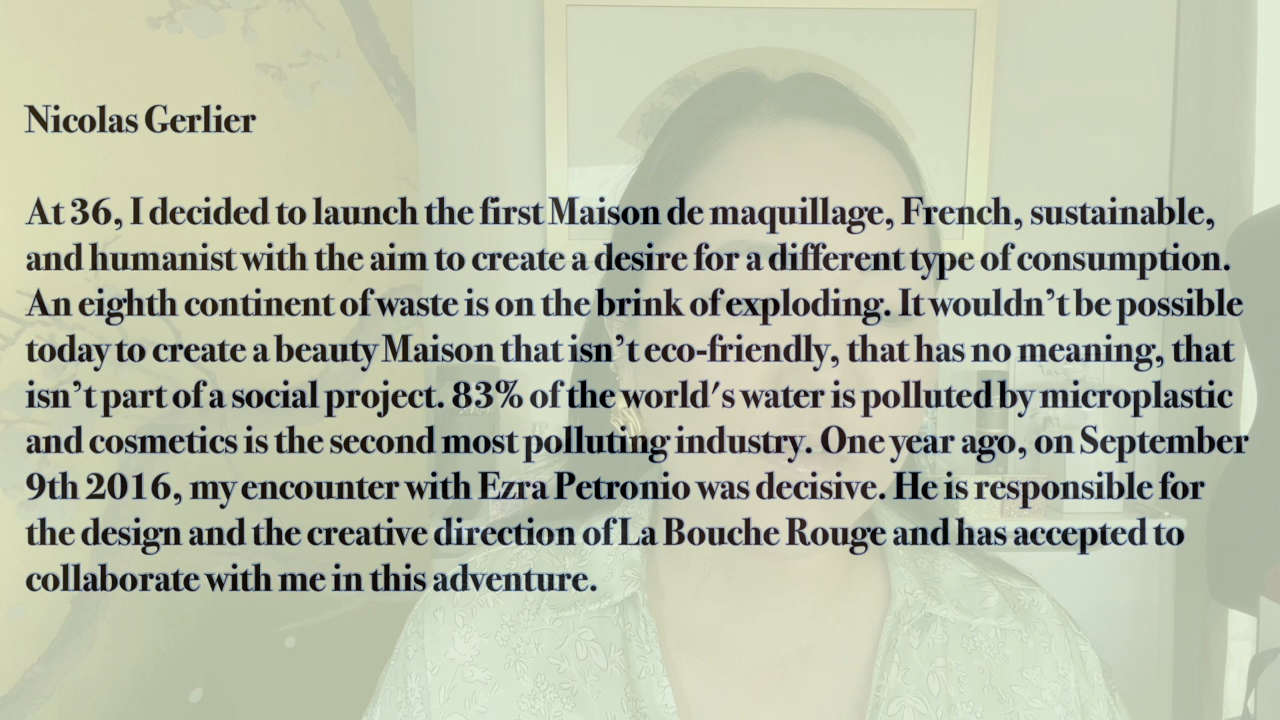 Nicolas Gerlier
At 36, I decided to launch the first Maison de maquillage, French, sustainable,
and humanist with the aim to create a desire for a different type of consumption.
An eighth continent of waste is on the brink of exploding. It wouldn’t be possible
today to create a beauty Maison that isn’t eco-friendly, that has no meaning, that
isn’t part of a social project. 83% of the world's water is polluted by microplastic
and cosmetics is the second most polluting industry. One year ago, on September
9th 2016, my encounter with Ezra Petronio was decisive. He is responsible for
the design and the creative direction of La Bouche Rouge and has accepted to
collaborate with me in this adventure.